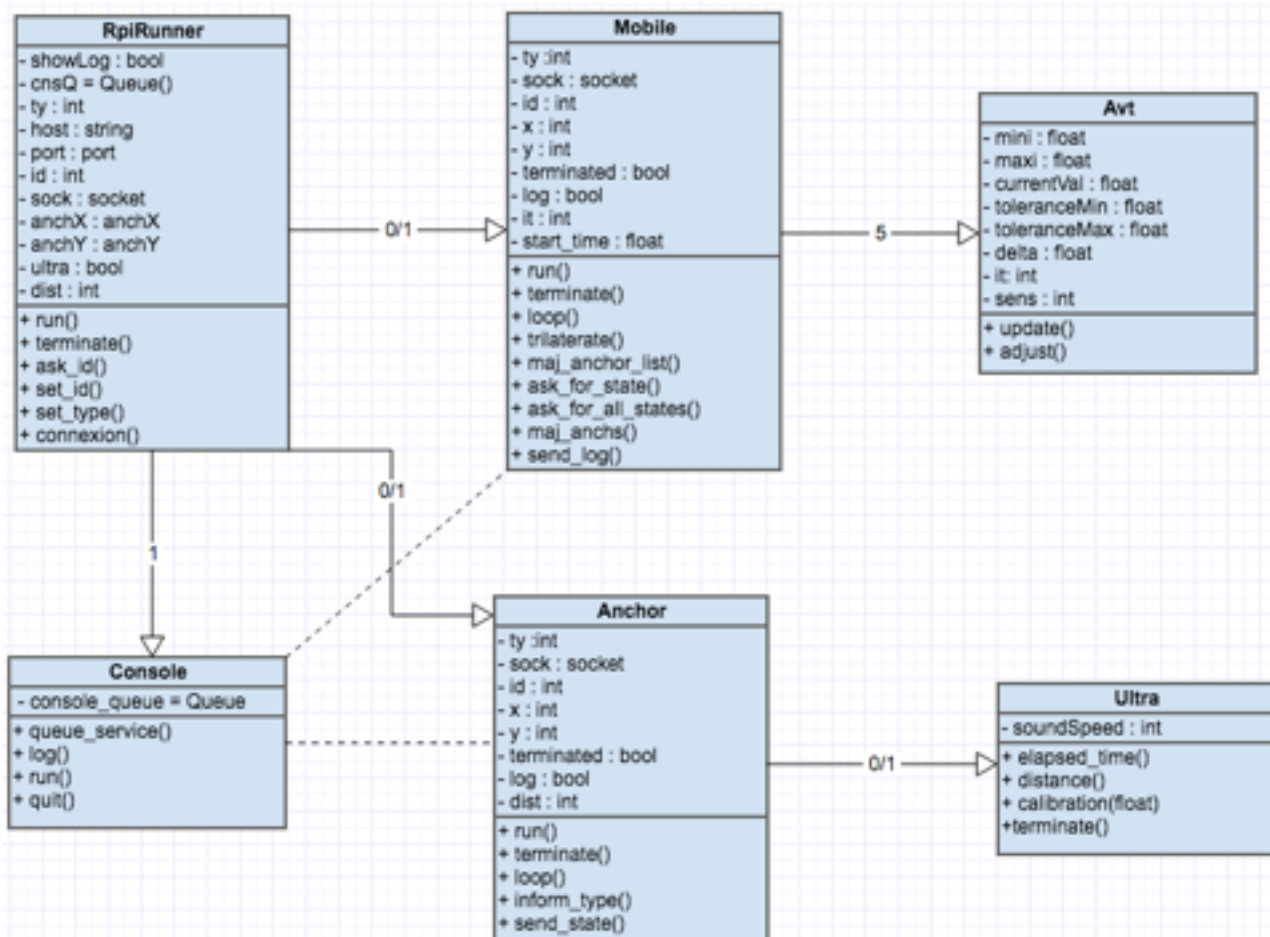 RpiRunner
- showLog : bool
- cnsQ = Queue()
- ty : int
- host : string
- port : port
- id : int
- sock : socket
- anchX : anchX
- anchY : anchY
- ultra : bool
- dist : int
+ run()
+ terminate()
+ ask_id()
+ set_id()
+ set_type()
+ connexion()
0/1
Mobile
- ty :int
- sock : socket
- id : int
- x : int
- y : int
- terminated : bool
- log : bool
- it : int
- start_time : float
+ run()
+ terminate()
+ loop()
+ trilaterate()
+ maj_anchor_list()
+ ask_for_state()
+ ask_for_all_states()
+ maj_anchs()
+ send_log()
5
Avt
- mini : float
- maxi : float
- currentVal : float
- toleranceMin : float
- toleranceMax : float
- delta : float
- it: int
- sens : int
+ update()
+ adjust()
0/1
1
Console
- console_queue = Queue
+ queue_service()
+ log()
+ run()
+ quit()
Anchor
- ty :int
- sock : socket
- id : int
- x : int
- y : int
- terminated : bool
- log : bool
- dist : int
+ run()
+ terminate()
+ loop()
+ inform_type()
+ send_state()
0/1
Ultra
- soundSpeed : int
+ elapsed_time()
+ distance()
+ calibration(float)
+terminate()